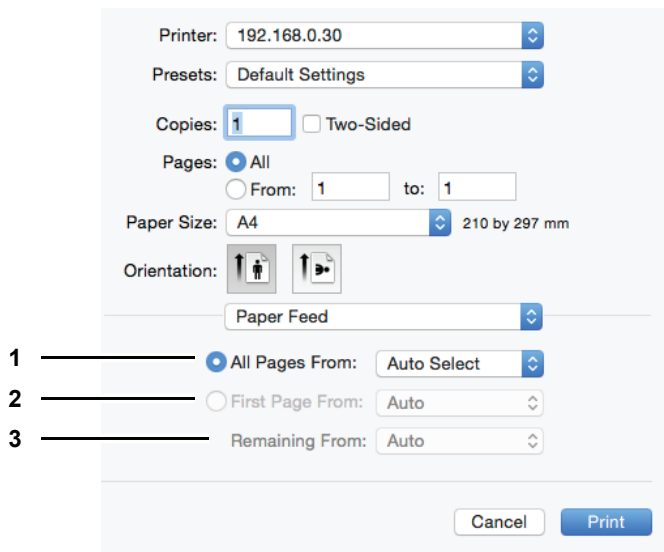 Printer: 192.168.0.30
Presets: Default Settings
Copies: 1 Two-Sided
Pages: All
From: 1 to: 1
Paper Size: A4 210 by 297 mm
Orientation:
Paper Feed
1 All Pages From: Auto Select
2 First Page From: Auto
3 Remaining From: Auto
Cancel Print